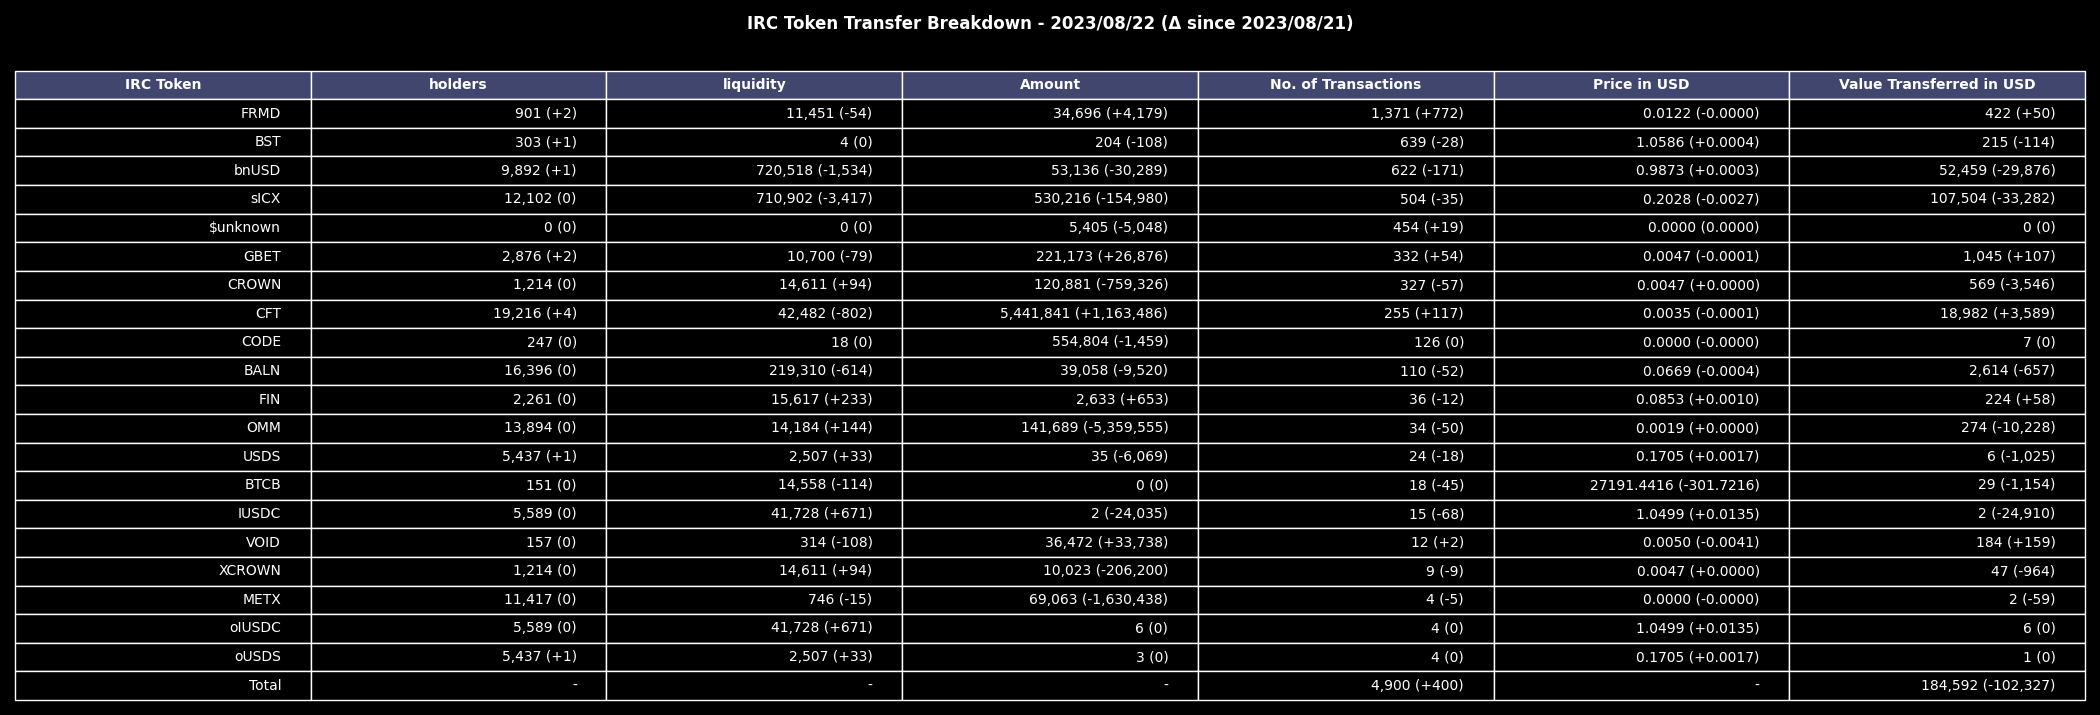 IRC Token Transfer Breakdown - 2023/08/22 (Δ since 2023/08/21)
IRC Token holders liquidity Amount No. of Transactions Price in USD Value Transferred in USD
FRMD 901 (+2) 11,451 (-54) 34,696 (+4,179) 1,371 (+772) 0.0122 (-0.0000) 422 (+50)
BST 303 (+1) 4 (0) 204 (-108) 639 (-28) 1.0586 (+0.0004) 215 (-114)
bnUSD 9,892 (+1) 720,518 (-1,534) 53,136 (-30,289) 622 (-171) 0.9873 (+0.0003) 52,459 (-29,876)
sICX 12,102 (0) 710,902 (-3,417) 530,216 (-154,980) 504 (-35) 0.2028 (-0.0027) 107,504 (-33,282)
$unknown 0 (0) 0 (0) 5,405 (-5,048) 454 (+19) 0.0000 (0.0000) 0 (0)
GBET 2,876 (+2) 10,700 (-79) 221,173 (+26,876) 332 (+54) 0.0047 (-0.0001) 1,045 (+107)
CROWN 1,214 (0) 14,611 (+94) 120,881 (-759,326) 327 (-57) 0.0047 (+0.0000) 569 (-3,546)
CFT 19,216 (+4) 42,482 (-802) 5,441,841 (+1,163,486) 255 (+117) 0.0035 (-0.0001) 18,982 (+3,589)
CODE 247 (0) 18 (0) 554,804 (-1,459) 126 (0) 0.0000 (-0.0000) 7 (0)
BALN 16,396 (0) 219,310 (-614) 39,058 (-9,520) 110 (-52) 0.0669 (-0.0004) 2,614 (-657)
FIN 2,261 (0) 15,617 (+233) 2,633 (+653) 36 (-12) 0.0853 (+0.0010) 224 (+58)
OMM 13,894 (0) 14,184 (+144) 141,689 (-5,359,555) 34 (-50) 0.0019 (+0.0000) 274 (-10,228)
USDS 5,437 (+1) 2,507 (+33) 35 (-6,069) 24 (-18) 0.1705 (+0.0017) 6 (-1,025)
BTCB 151 (0) 14,558 (-114) 0 (0) 18 (-45) 27191.4416 (-301.7216) 29 (-1,154)
IUSDC 5,589 (0) 41,728 (+671) 2 (-24,035) 15 (-68) 1.0499 (+0.0135) 2 (-24,910)
VOID 157 (0) 314 (-108) 36,472 (+33,738) 12 (+2) 0.0050 (-0.0041) 184 (+159)
XCROWN 1,214 (0) 14,611 (+94) 10,023 (-206,200) 9 (-9) 0.0047 (+0.0000) 47 (-964)
METX 11,417 (0) 746 (-15) 69,063 (-1,630,438) 4 (-5) 0.0000 (-0.0000) 2 (-59)
oIUSDC 5,589 (0) 41,728 (+671) 6 (0) 4 (0) 1.0499 (+0.0135) 6 (0)
oUSDS 5,437 (+1) 2,507 (+33) 3 (0) 4 (0) 0.1705 (+0.0017) 1 (0)
Total - - - 4,900 (+400) - 184,592 (-102,327)